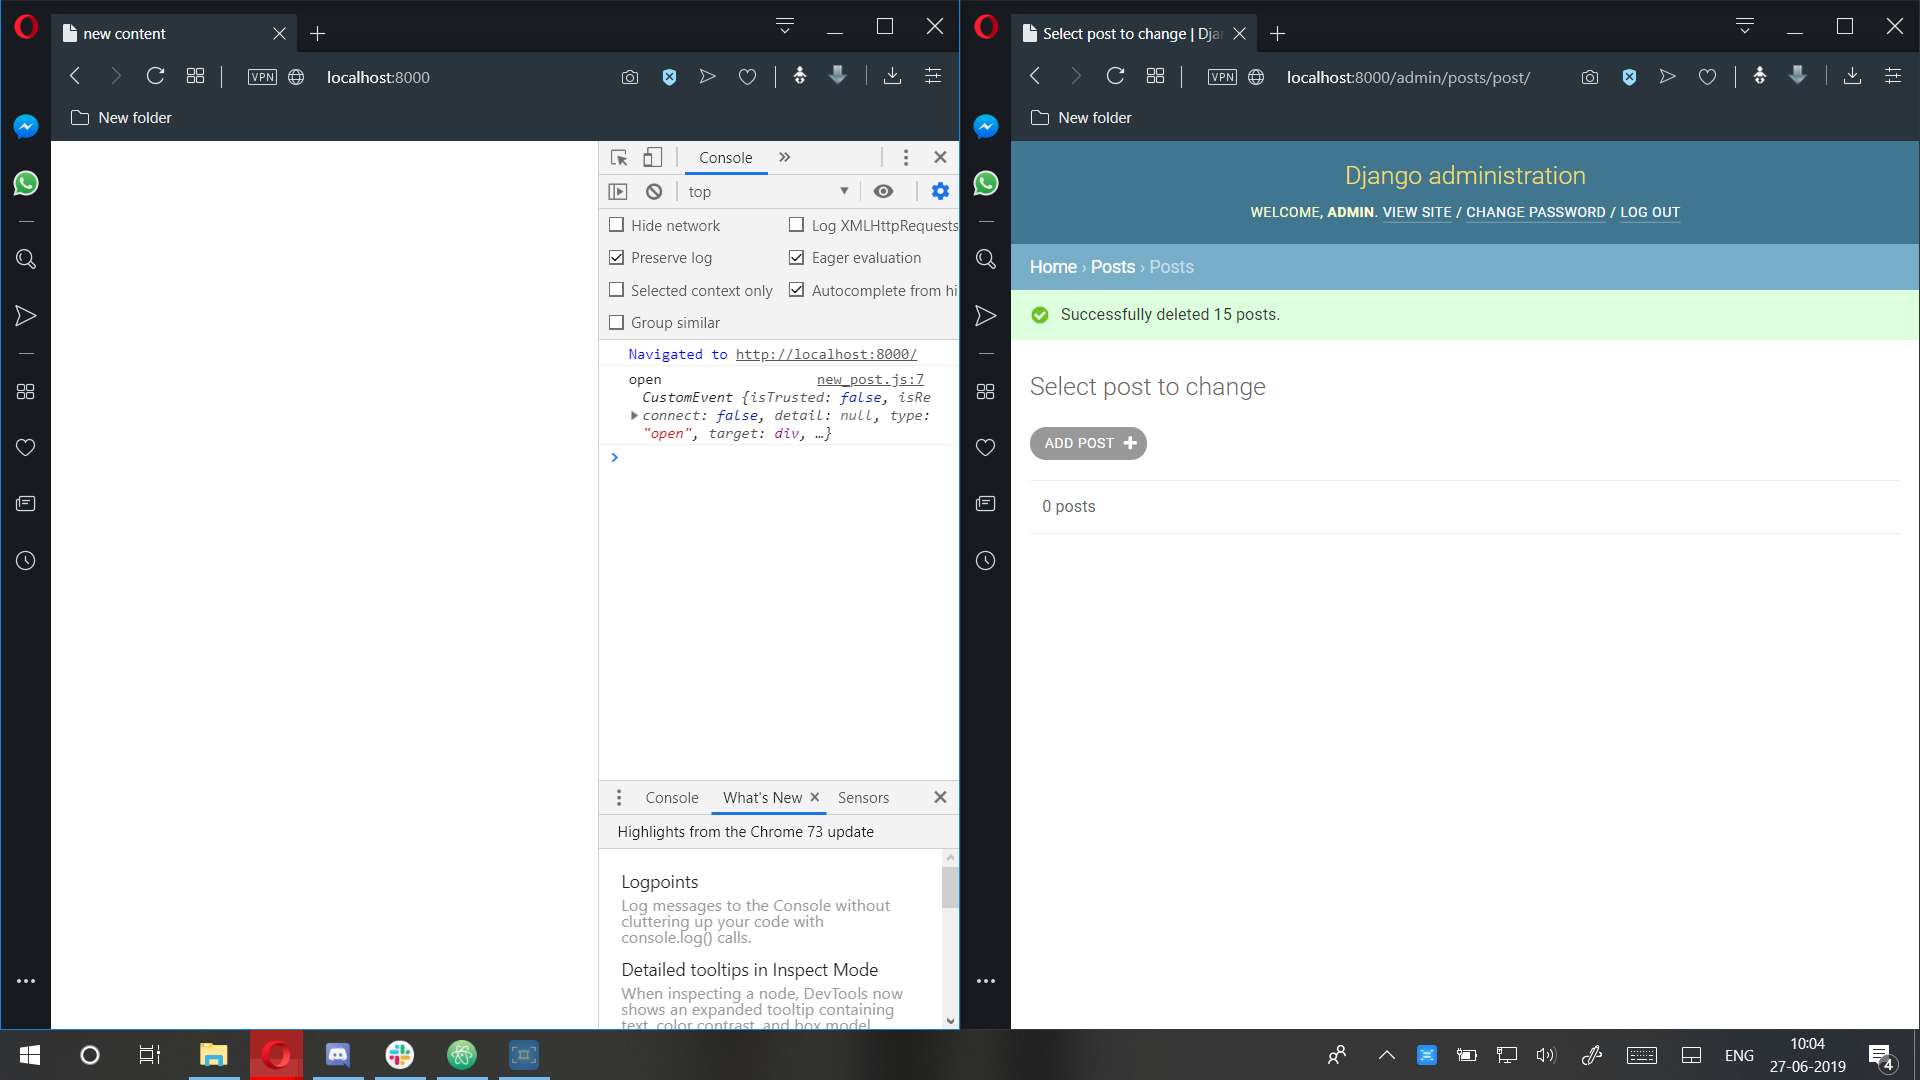 new content
VPN
localhost:8000
New folder
Console
top
Hide network
Log XMLHttpRequests
Preserve log
Eager evaluation
Selected context only
Autocomplete from hi
Group similar
Navigated to http://localhost:8000/
open
new_post.js:7
CustomEvent {isTrusted: false, isRe
connect: false, detail: null, type:
"open", target: div, …}
Console
What's New
Sensors
Highlights from the Chrome 73 update
Logpoints
Log messages to the Console without
cluttering up your code with
console.log() calls.
Detailed tooltips in Inspect Mode
When inspecting a node, DevTools now
shows an expanded tooltip containing
text, color contrast, and box model
Select post to change | Dja
VPN
localhost:8000/admin/posts/post/
New folder
Django administration
WELCOME, ADMIN. VIEW SITE / CHANGE PASSWORD / LOG OUT
Home › Posts › Posts
Successfully deleted 15 posts.
Select post to change
ADD POST
0 posts
ENG
10:04
27-06-2019
4